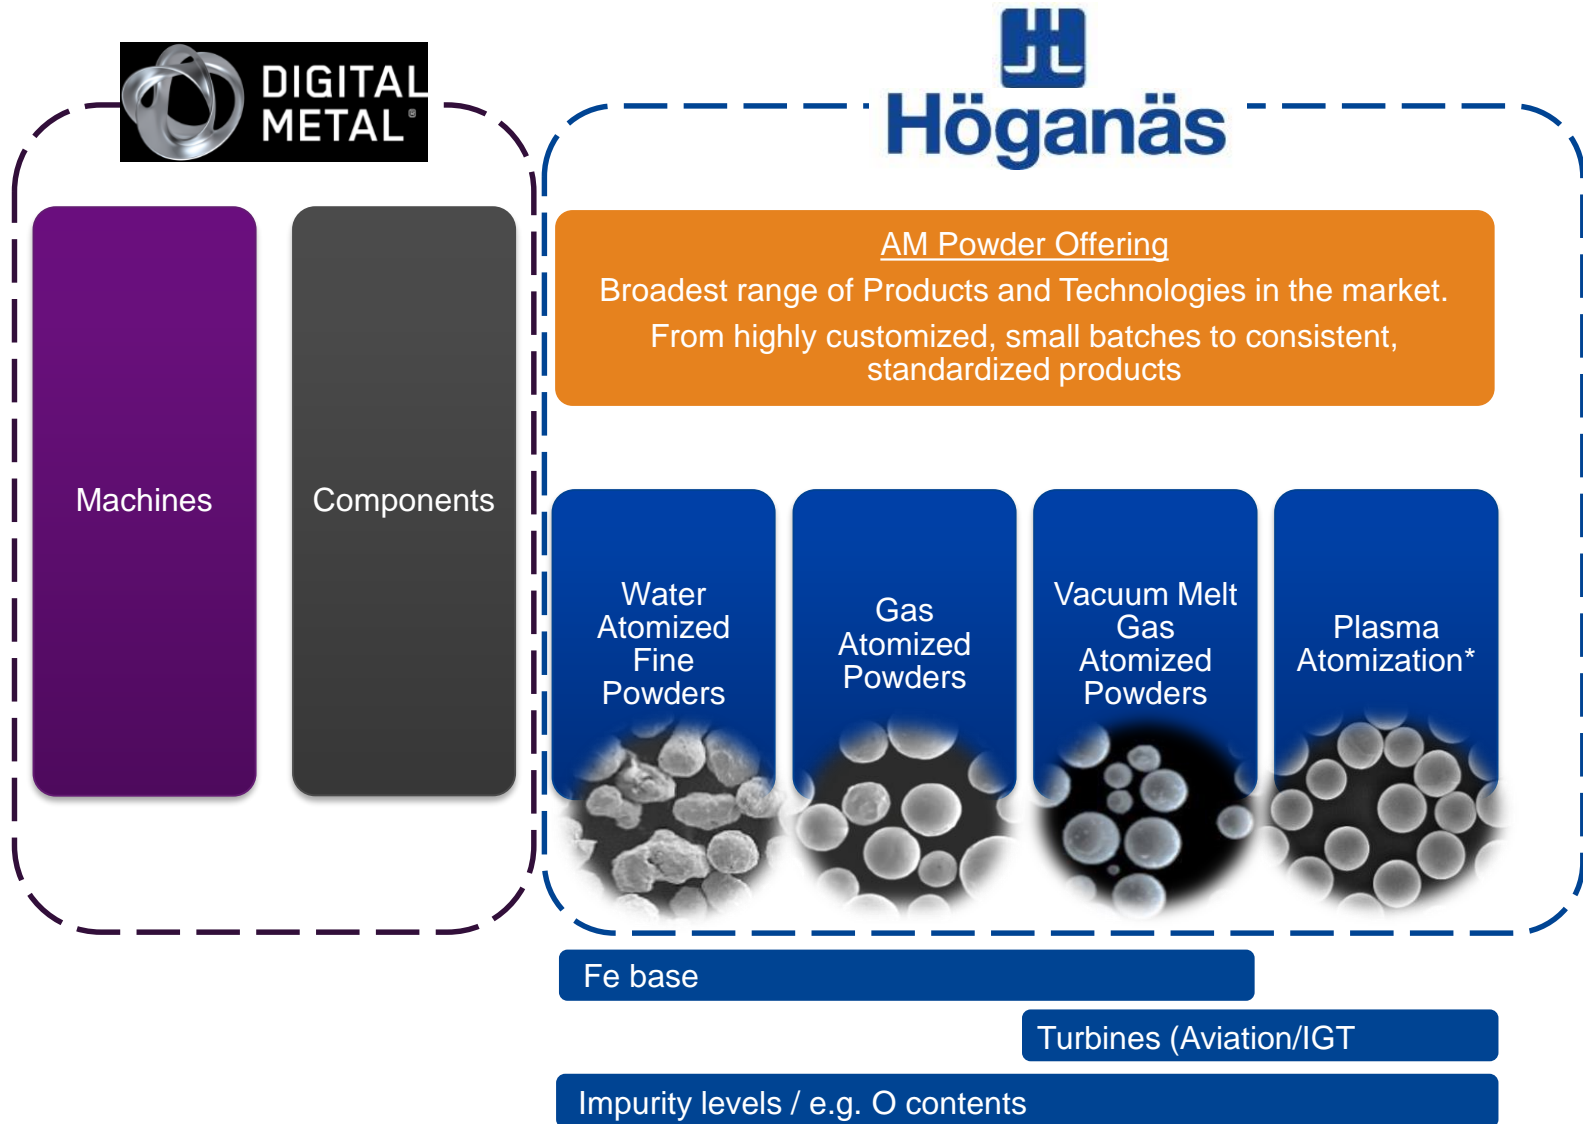 DIGITAL
METAL®
Höganäs
AM Powder Offering
Broadest range of Products and Technologies in the market.
From highly customized, small batches to consistent,
standardized products
Machines
Components
Water
Atomized
Fine
Powders
Gas
Atomized
Powders
Vacuum Melt
Gas
Atomized
Powders
Plasma
Atomization*
Fe base
Turbines (Aviation/IGT
Impurity levels / e.g. O contents